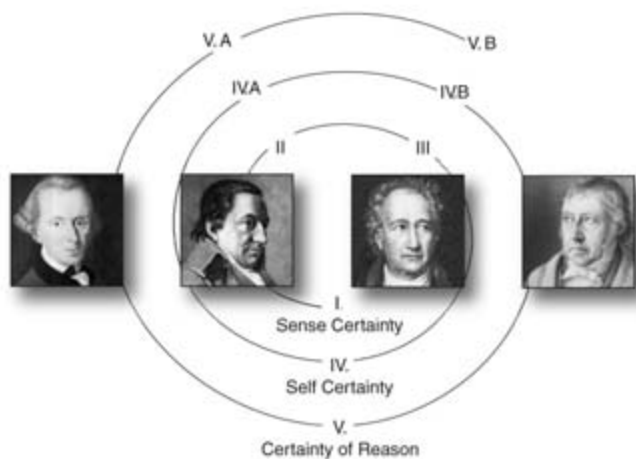 V.A
V.B
IV.A
IV.B
II
III
I.
Sense Certainty
IV.
Self Certainty
V.
Certainty of Reason